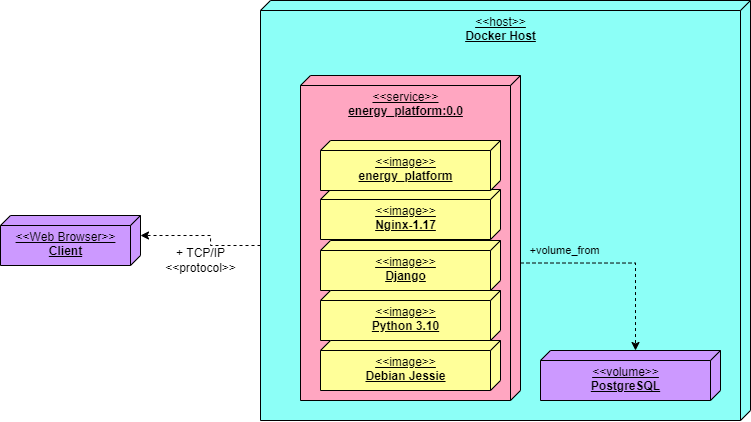 <<host>>
Docker Host
<<service>>
energy_platform:0.0
<<image>>
energy_platform
<<image>>
Nginx-1.17
<<image>>
Django
<<image>>
Python 3.10
<<image>>
Debian Jessie
<<Web Browser>>
Client
+ TCP/IP
<<protocol>>
+volume_from
<<volume>>
PostgreSQL